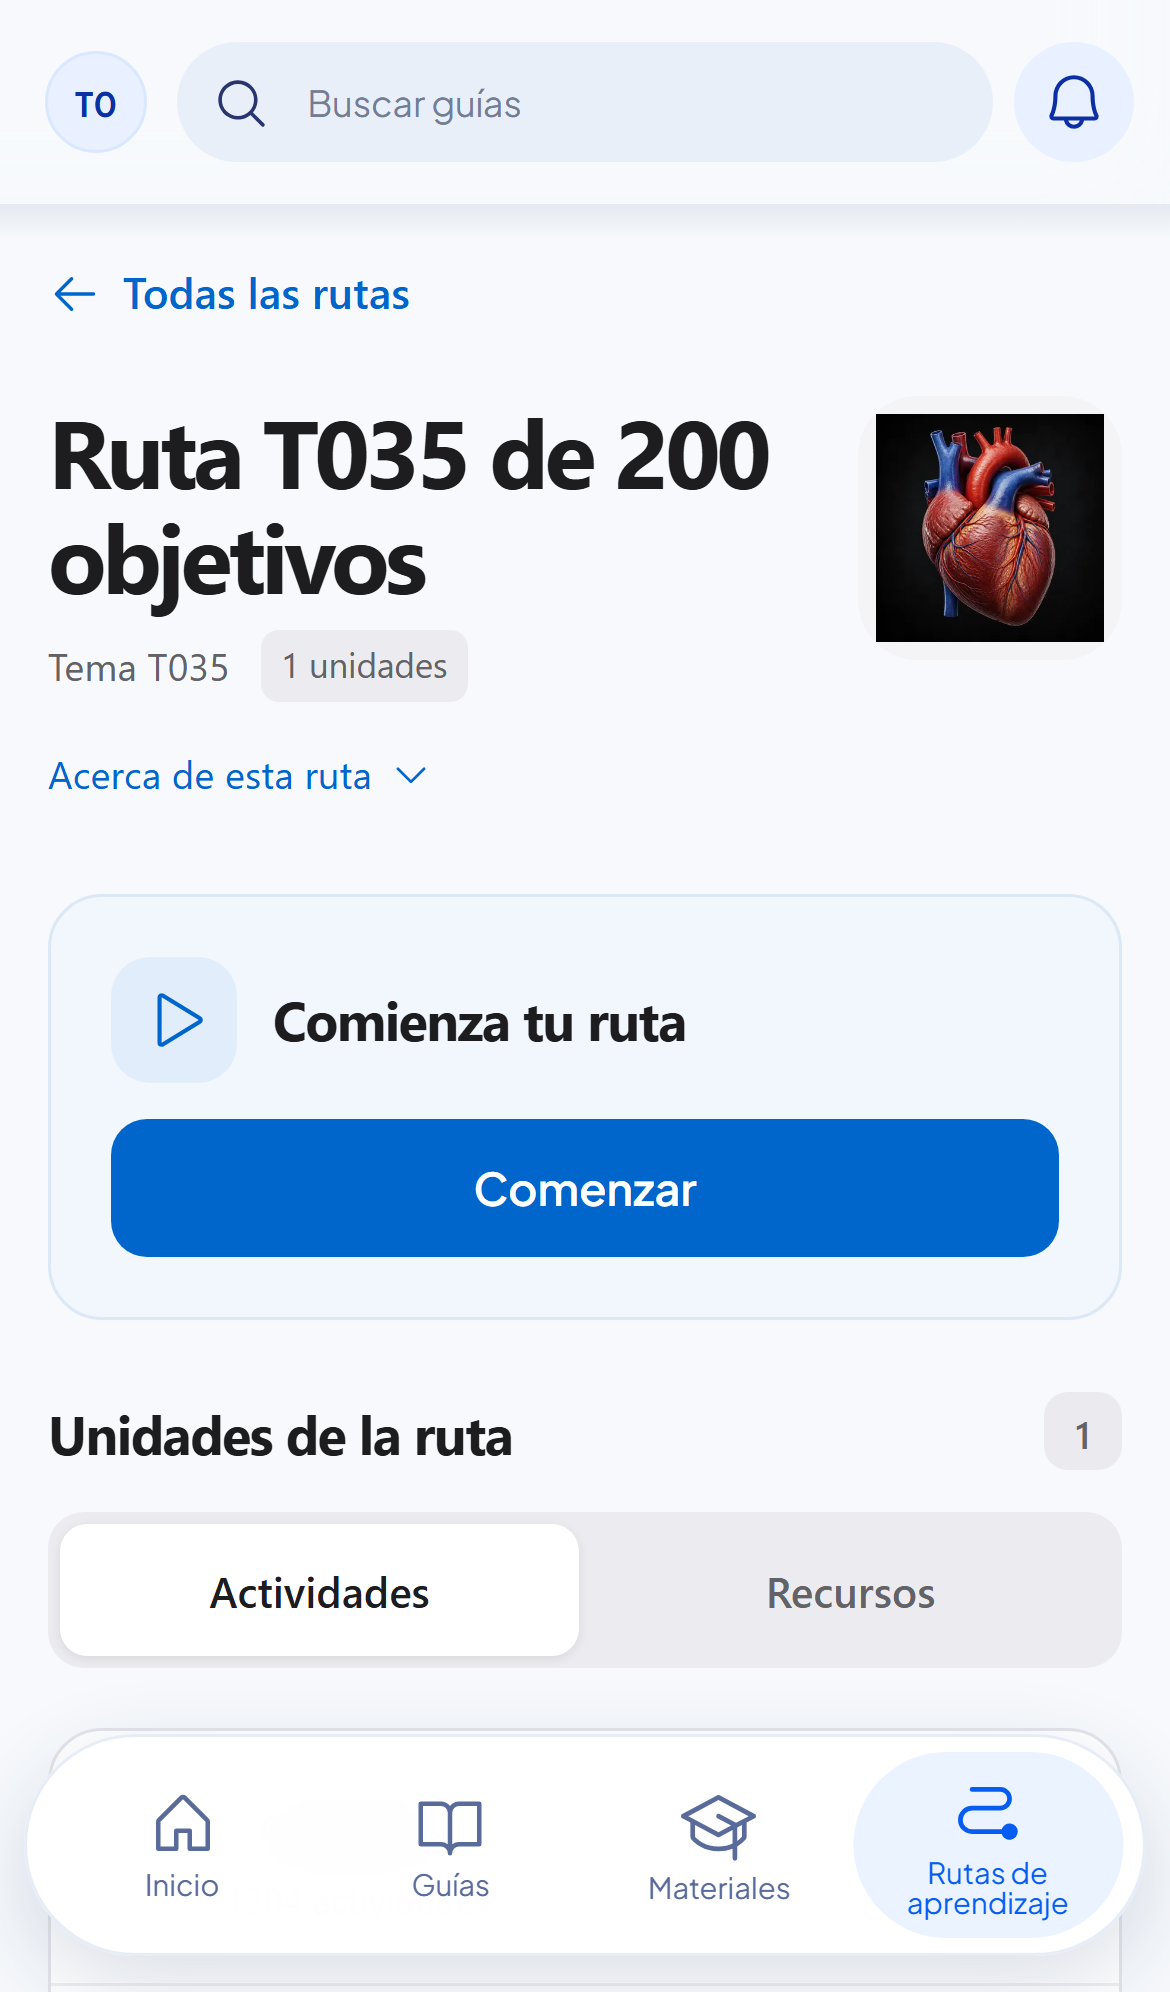 TO
Buscar guías
Todas las rutas
Ruta T035 de 200
objetivos
Tema T035
1 unidades
Acerca de esta ruta
Comienza tu ruta
Comenzar
Unidades de la ruta
1
Actividades
Recursos
Inicio
Guías
Materiales
Rutas de
aprendizaje